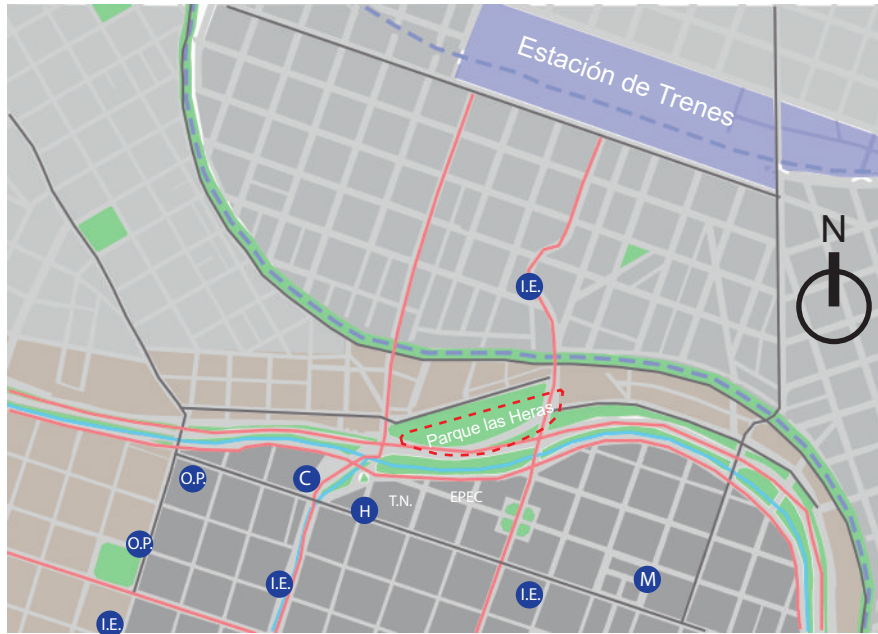 Estación de Trenes
N
I.E.
Parque las Heras
O.P.
C
T.N.
EPEC
H
O.P.
I.E.
M
I.E.
I.E.